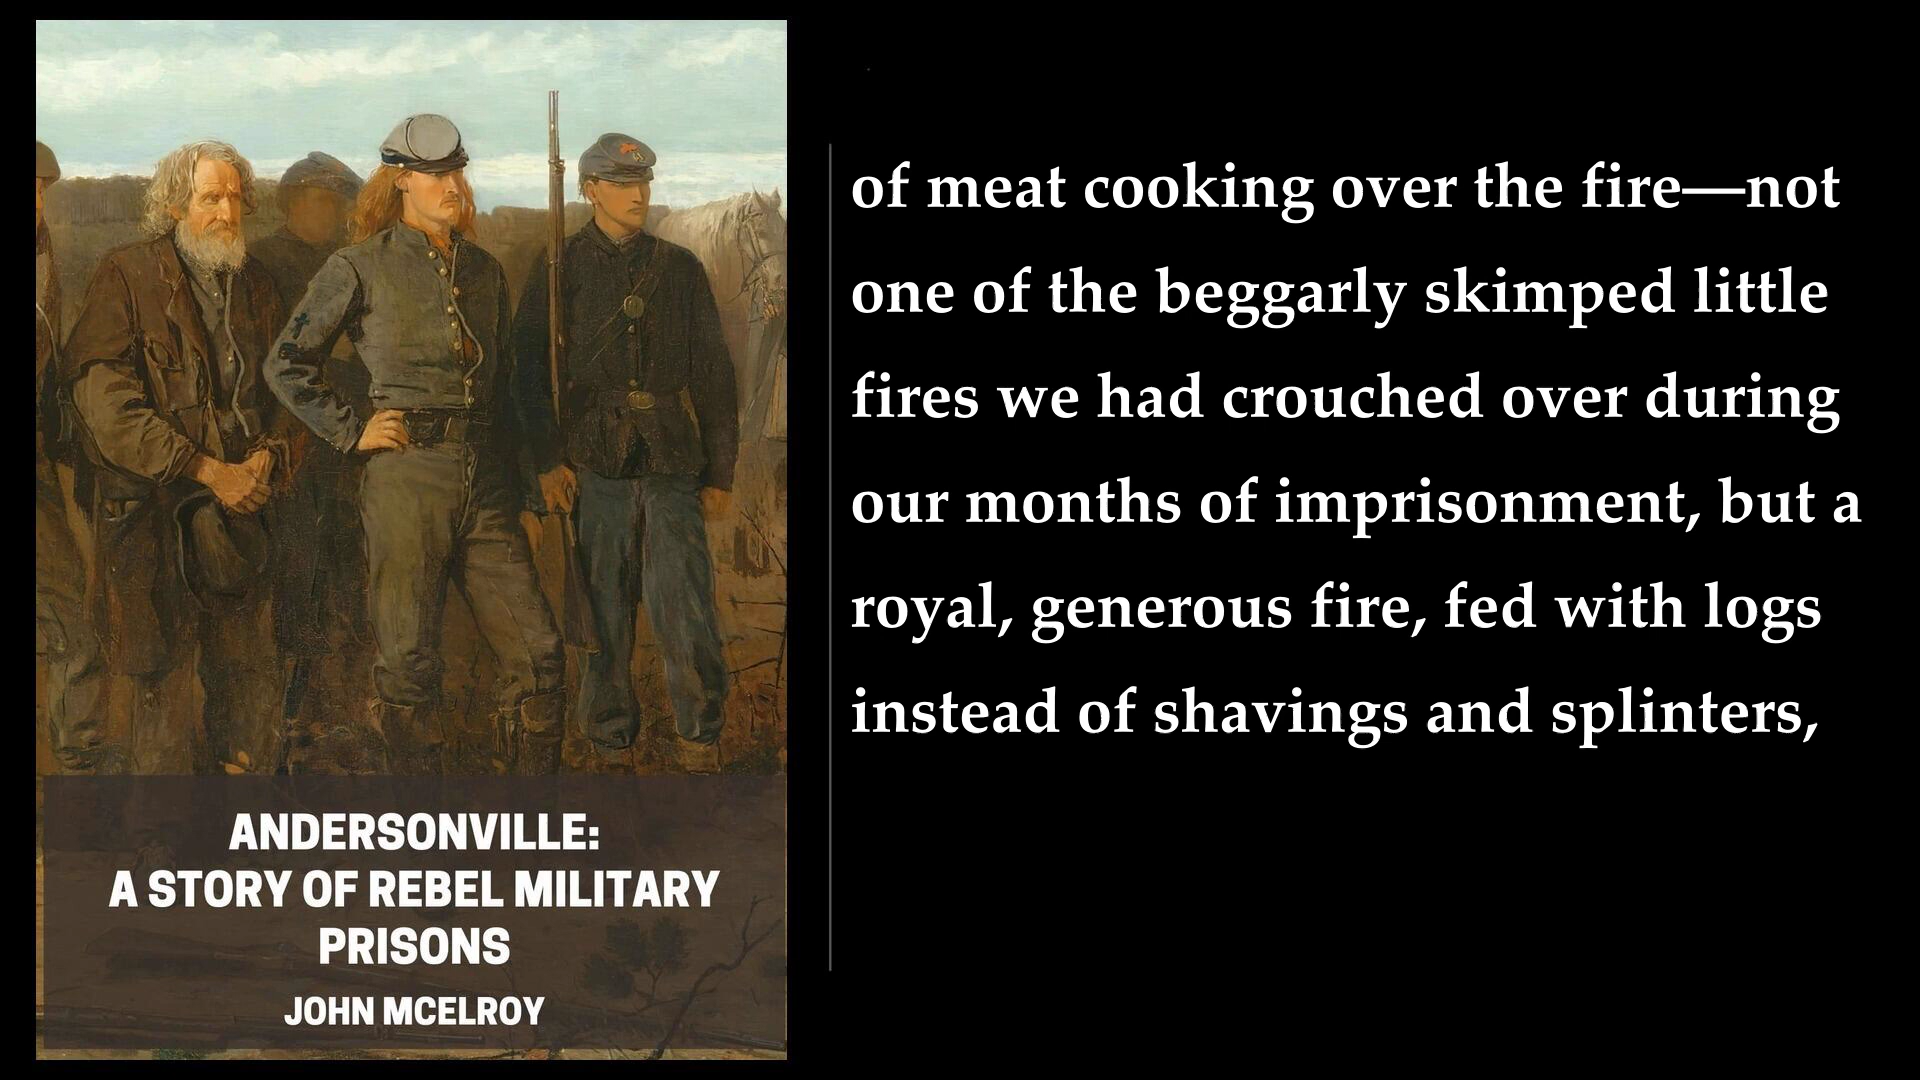 ANDERSONVILLE:
A STORY OF REBEL MILITARY
PRISONS
JOHN MCELROY
of meat cooking over the fire—not
one of the beggarly skimped little
fires we had crouched over during
our months of imprisonment, but a
royal, generous fire, fed with logs
instead of shavings and splinters,